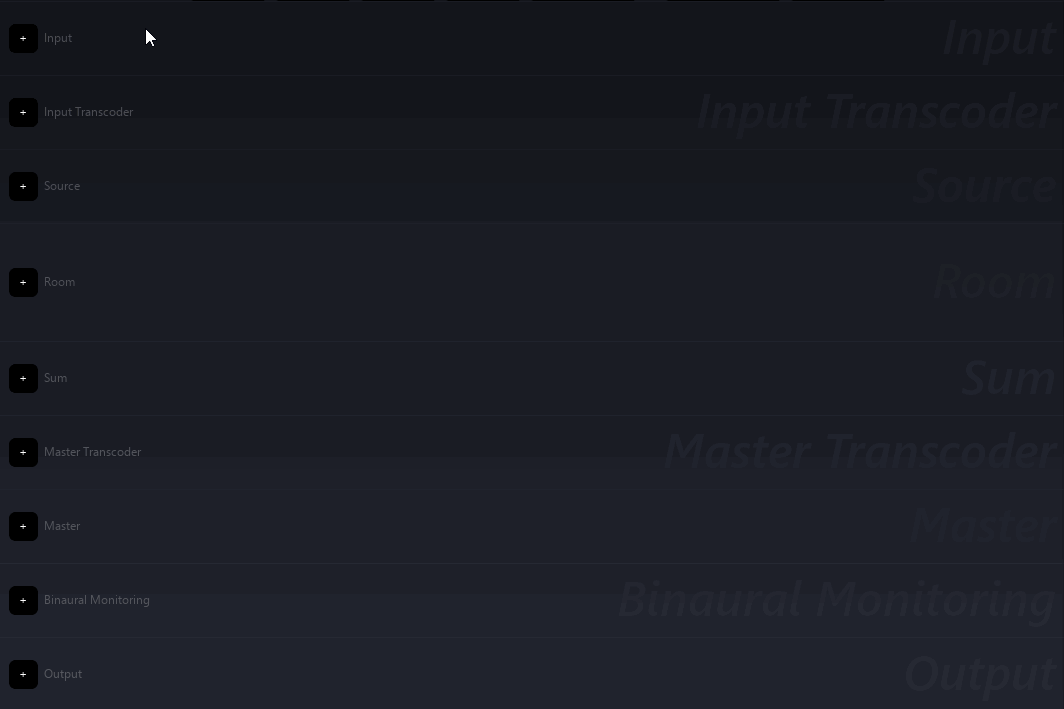 + Input Input
+ Input Transcoder Input Transcoder
+ Source Source
+ Room Room
+ Sum Sum
+ Master Transcoder Master Transcoder
+ Master Master
+ Binaural Monitoring Binaural Monitoring
+ Output Output